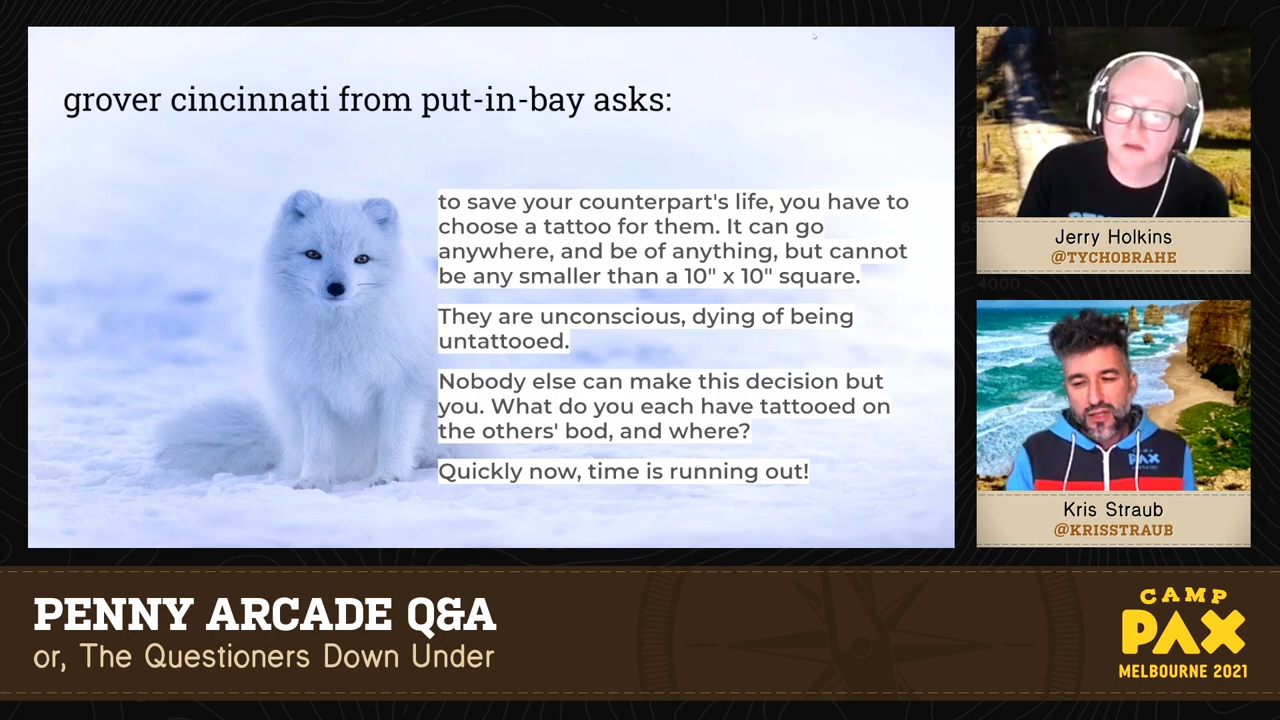 grover cincinnati from put-in-bay asks:
to save your counterpart's life, you have to
choose a tattoo for them. It can go
anywhere, and be of anything, but cannot
be any smaller than a 10" x 10" square.
They are unconscious, dying of being
untattooed.
Nobody else can make this decision but
you. What do you each have tattooed on
the others' bod, and where?
Quickly now, time is running out!
Jerry Holkins
@TYCHOBRAHE
4000
PAX
Kris Straub
@KRISSTRAUB
PENNY ARCADE Q&A
or, The Questioners Down Under
CAMP
PAX
MELBOURNE 2021